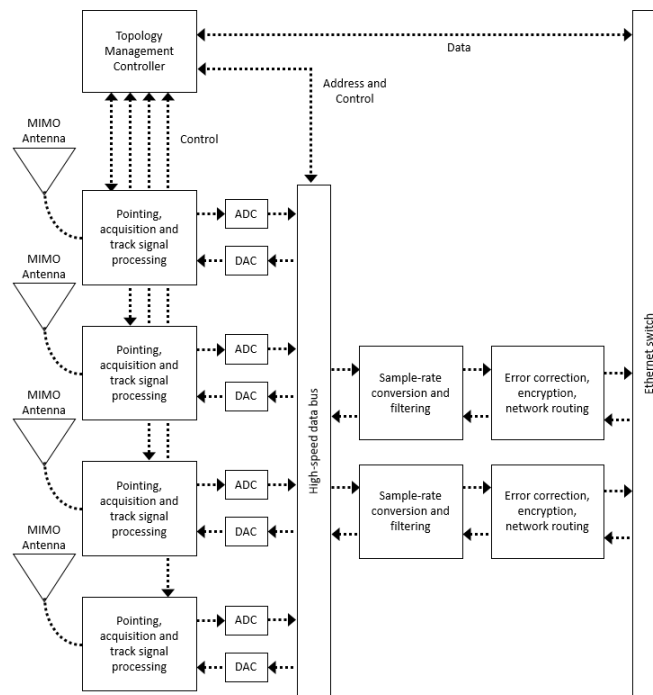 Topology
Management
Controller
Data
Address and
Control
Control
MIMO
Antenna
Pointing,
acquisition and
track signal
processing
ADC
DAC
MIMO
Antenna
Pointing,
acquisition and
track signal
processing
ADC
DAC
MIMO
Antenna
Pointing,
acquisition and
track signal
processing
ADC
DAC
MIMO
Antenna
Pointing,
acquisition and
track signal
processing
ADC
DAC
High-speed data bus
Sample-rate
conversion and
filtering
Error correction,
encryption,
network routing
Sample-rate
conversion and
filtering
Error correction,
encryption,
network routing
Ethernet switch